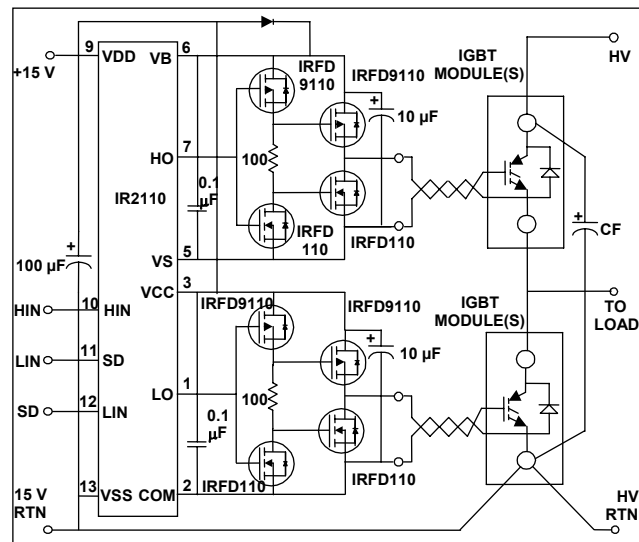 +15 V
9
VDD
VB
6
IRFD
9110
IRFD9110
10 µF
+
IGBT
MODULE(S)
HV
HO
7
100
0.1
µF
IR2110
IRFD
110
IRFD110
+
CF
VS
5
+
100 µF
VCC
3
IRFD9110
IRFD9110
IGBT
MODULE(S)
TO
LOAD
HIN
10
HIN
+
10 µF
LIN
11
SD
LO
1
100
SD
12
LIN
0.1
µF
IRFD110
IRFD110
15 V
RTN
13
VSS
COM
2
HV
RTN